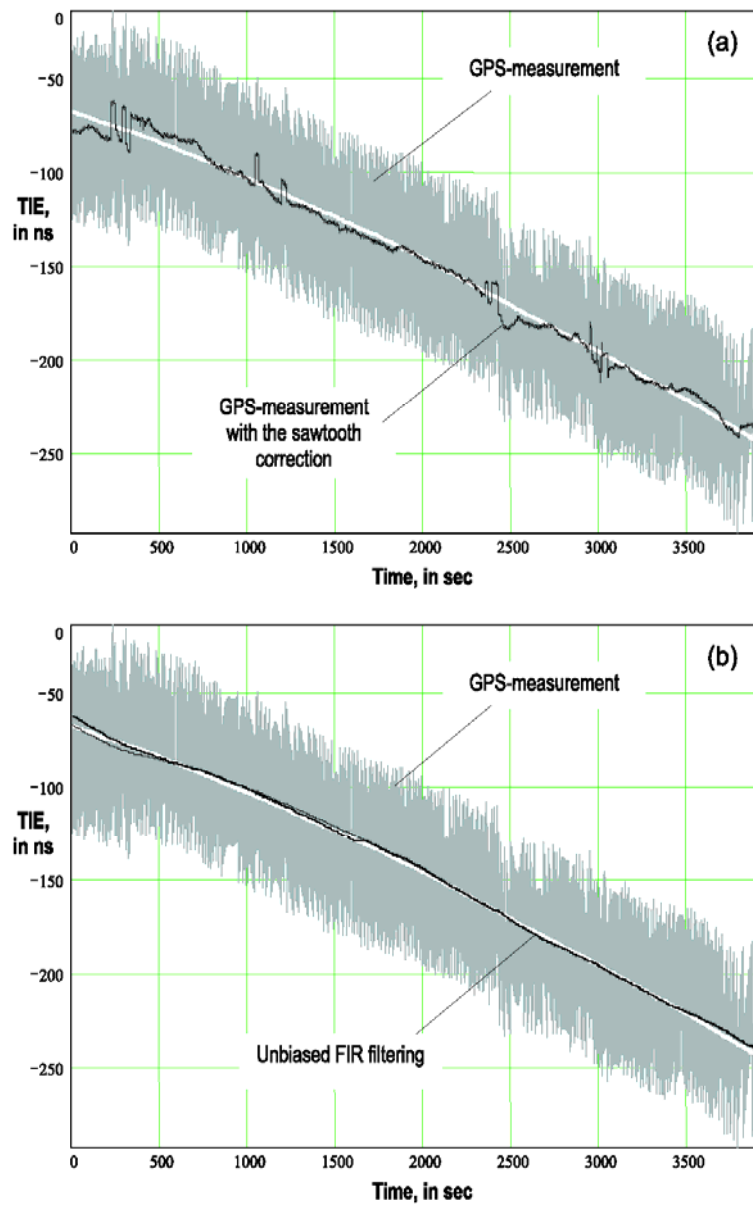 0
(a)
GPS-measurement
−50
−100
TIE,
in ns
−150
−200
GPS-measurement
with the sawtooth
correction
−250
0 500 1000 1500 2000 2500 3000 3500
Time, in sec
0
(b)
GPS-measurement
−50
−100
TIE,
in ns
−150
−200
Unbiased FIR filtering
−250
0 500 1000 1500 2000 2500 3000 3500
Time, in sec